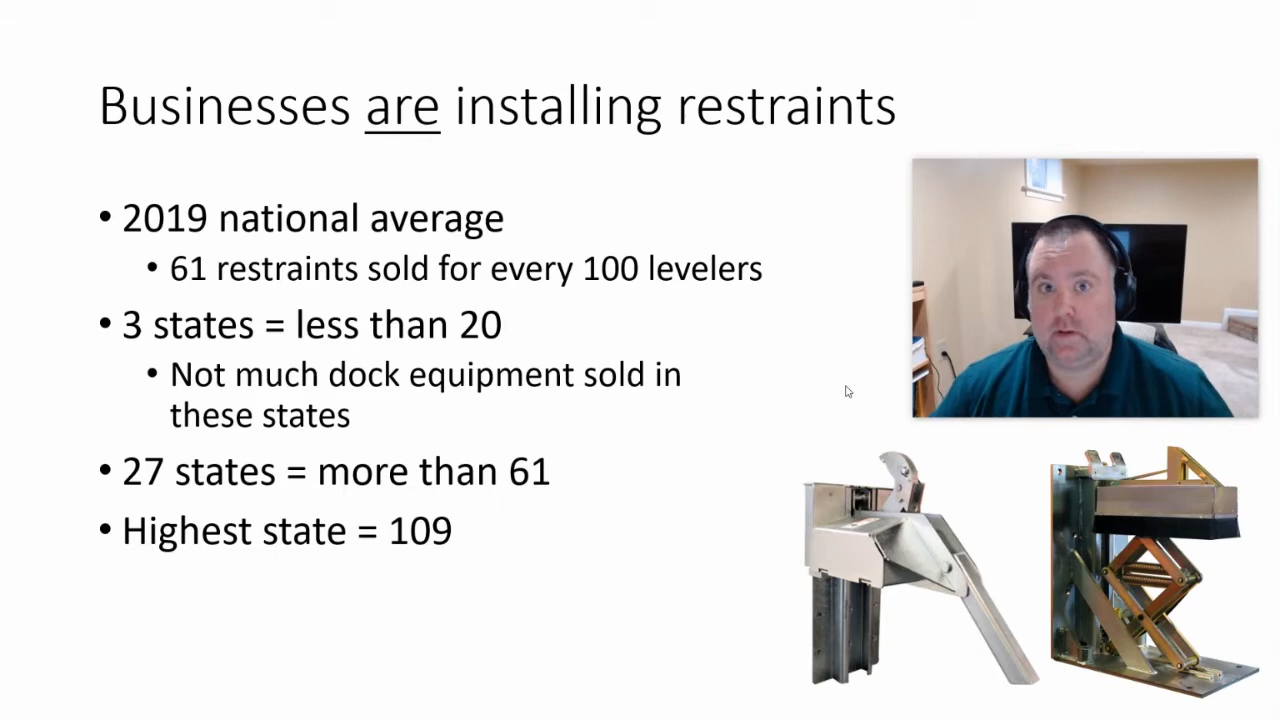 Businesses are installing restraints
• 2019 national average
• 61 restraints sold for every 100 levelers
• 3 states = less than 20
• Not much dock equipment sold in
these states
• 27 states = more than 61
• Highest state = 109